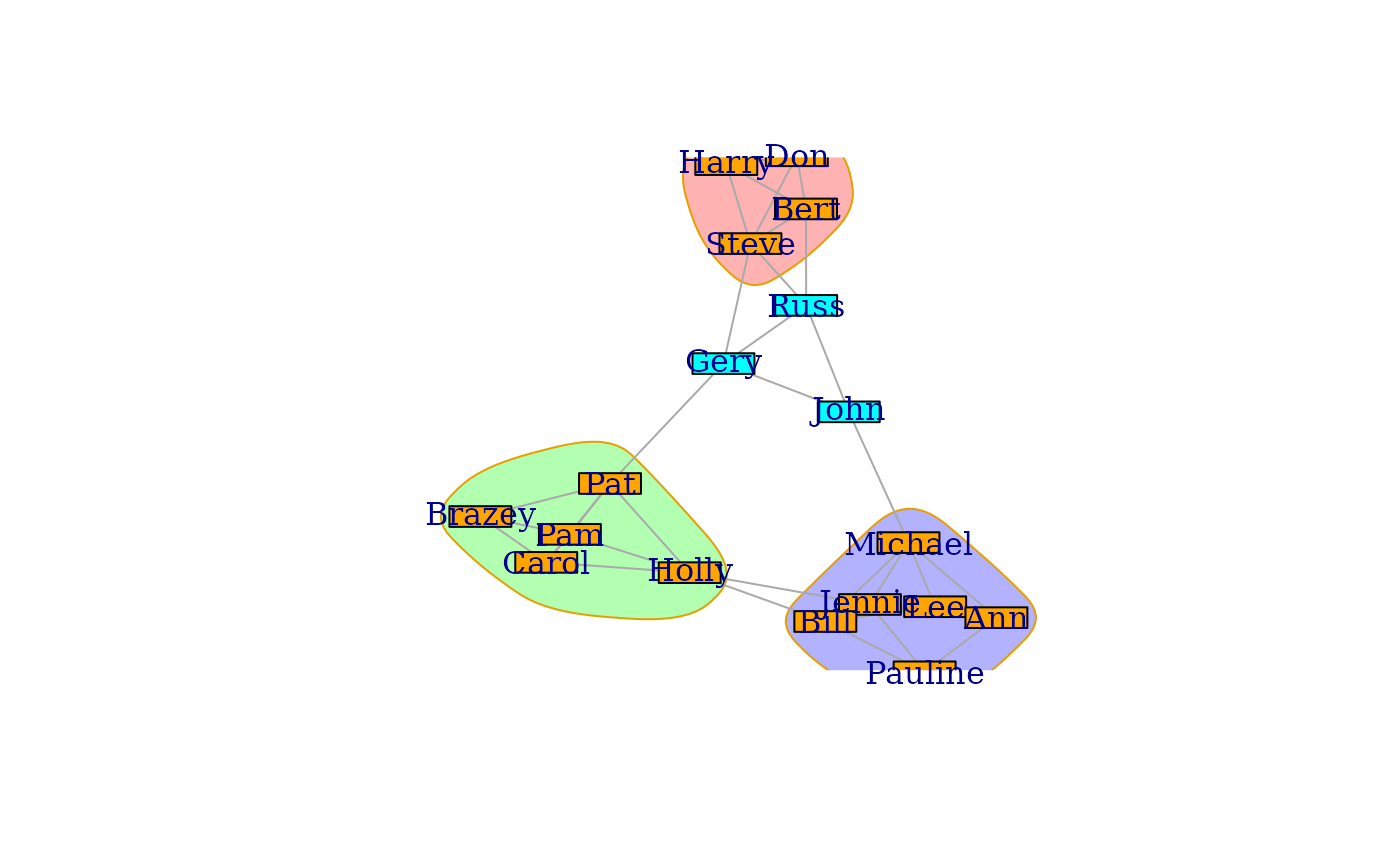 Harry
Don
Bert
Steve
Russ
Gery
John
Pat
Brazey
Pam
Carol
Holly
Michael
Jennie
Lee
Bill
Ann
Pauline